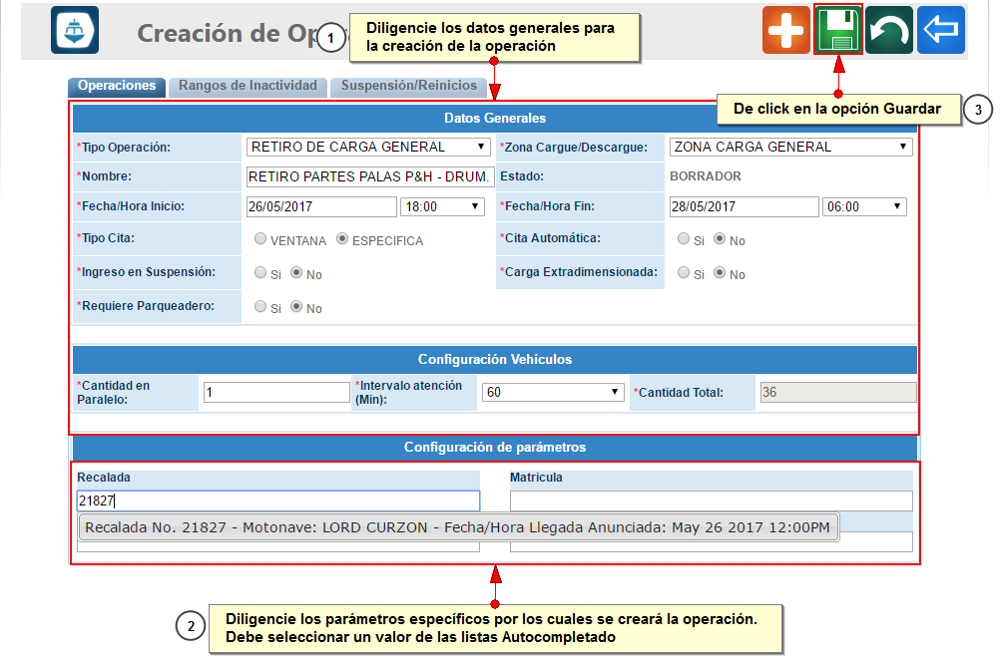 Creación de Op
1
Diligencie los datos generales para
la creación de la operación
Operaciones
Rangos de Inactividad
Suspensión/Reinicios
De click en la opción Guardar
3
Datos Generales
*Tipo Operación:
RETIRO DE CARGA GENERAL
*Zona Cargue/Descargue:
ZONA CARGA GENERAL
*Nombre:
RETIRO PARTES PALAS P&H - DRUM.
Estado:
BORRADOR
*Fecha/Hora Inicio:
26/05/2017
18:00
*Fecha/Hora Fin:
28/05/2017
06:00
*Tipo Cita:
VENTANA
ESPECIFICA
*Cita Automática:
Si
No
*Ingreso en Suspensión:
Si
No
*Carga Extradimensionada:
Si
No
*Requiere Parqueadero:
Si
No
Configuración Vehículos
*Cantidad en
Paralelo:
1
*Intervalo atención
(Min):
60
*Cantidad Total:
36
Configuración de parámetros
Recalada
Matricula
21827
Recalada No. 21827 - Motonave: LORD CURZON - Fecha/Hora Llegada Anunciada: May 26 2017 12:00PM
2
Diligencie los parámetros específicos por los cuales se creará la operación.
Debe seleccionar un valor de las listas Autocompletado